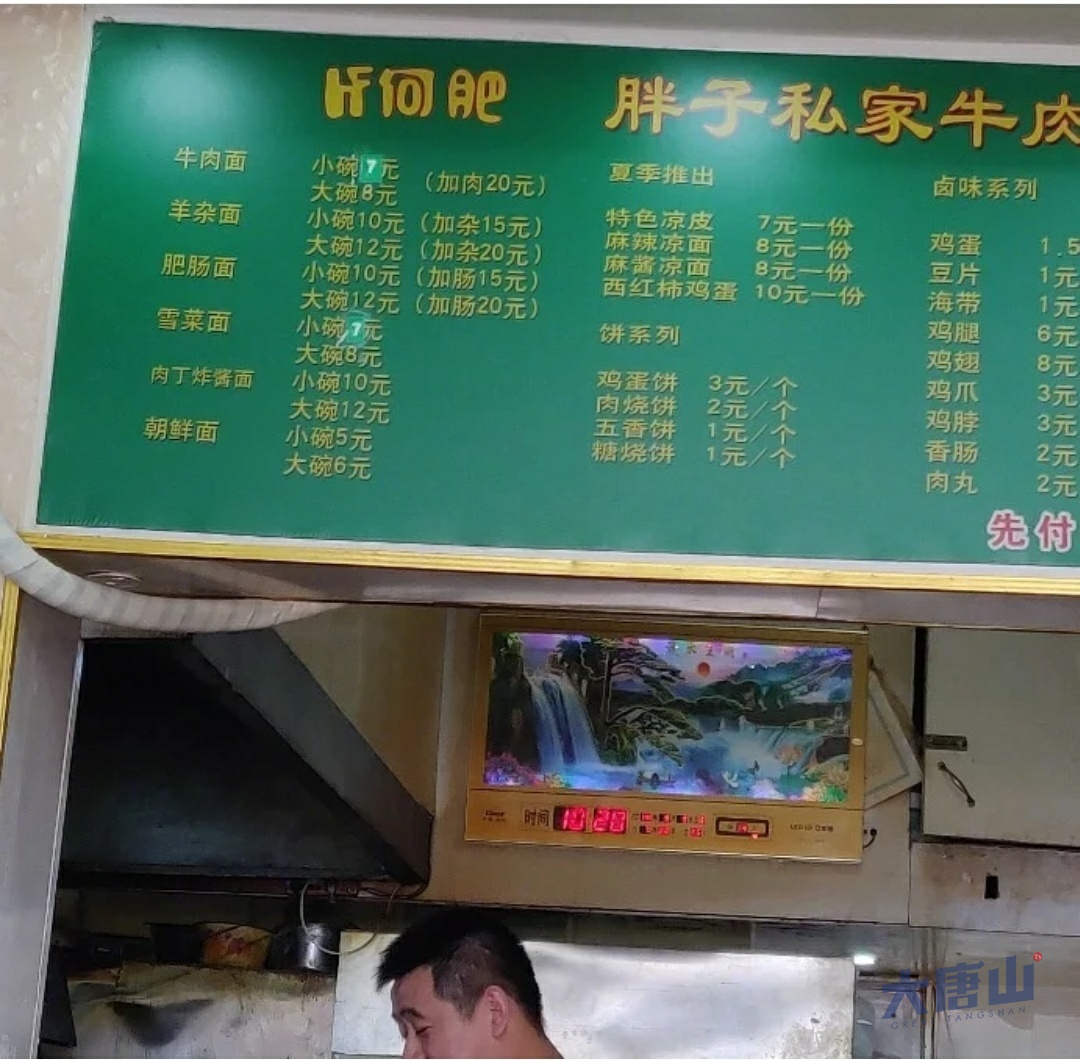 何肥 胖子私家牛肉
牛肉面 小碗7元
大碗8元 （加肉20元）
羊杂面 小碗10元（加杂15元）
大碗12元（加杂20元）
肥肠面 小碗10元（加肠15元）
大碗12元（加肠20元）
雪菜面 小碗7元
大碗8元
肉丁炸酱面 小碗10元
大碗12元
朝鲜面 小碗5元
大碗6元
夏季推出
特色凉皮 7元一份
麻辣凉面 8元一份
麻酱凉面 8元一份
西红柿鸡蛋 10元一份
饼系列
鸡蛋饼 3元／个
肉烧饼 2元／个
五香饼 1元／个
糖烧饼 1元／个
卤味系列
鸡蛋 1.5
豆片 1元
海带 1元
鸡腿 6元
鸡翅 8元
鸡爪 3元
鸡脖 3元
香肠 2元
肉丸 2元
先付
时间 10:20
大唐山
GREAT TANGSHAN